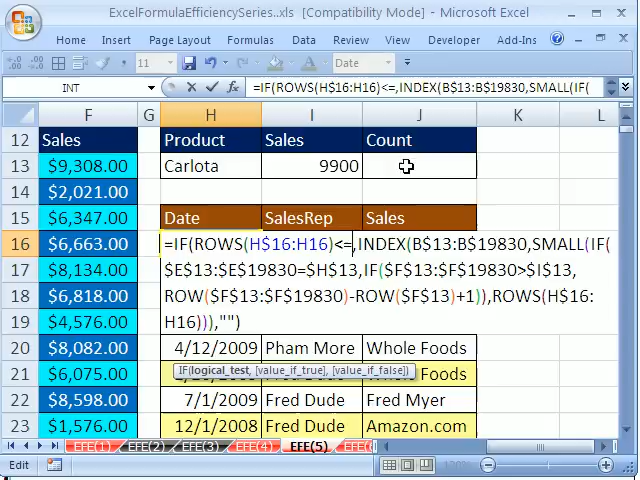 ExcelFormulaEfficiencySeries..xls [Compatibility Mode] - Microsoft Excel
Home Insert Page Layout Formulas Data Review View Developer Add-Ins
11 Date
INT =IF(ROWS(H$16:H16)<=,INDEX(B$13:B$19830,SMALL(IF(
F G H I J K L
12 Sales Product Sales Count
13 $9,308.00 Carlota 9900
14 $2,021.00
15 $6,347.00 Date SalesRep Sales
16 $6,663.00 =IF(ROWS(H$16:H16)<=,INDEX(B$13:B$19830,SMALL(IF(
17 $8,134.00 $E$13:$E$19830=$H$13,IF($F$13:$F$19830>$I$13,
18 $6,818.00 ROW($F$13:$F$19830)-ROW($F$13)+1)),ROWS(H$16:
19 $4,576.00 H16))),"")
20 $8,082.00 4/12/2009 Pham More Whole Foods
IF(logical_test, [value_if_true], [value_if_false])
21 $6,075.00 Foods
22 $8,598.00 7/1/2009 Fred Dude Fred Myer
23 $1,576.00 12/1/2008 Fred Dude Amazon.com
EFE(1) EFE(2) EFE(3) EFE(4) EFE(5) EFE(
Edit 130%